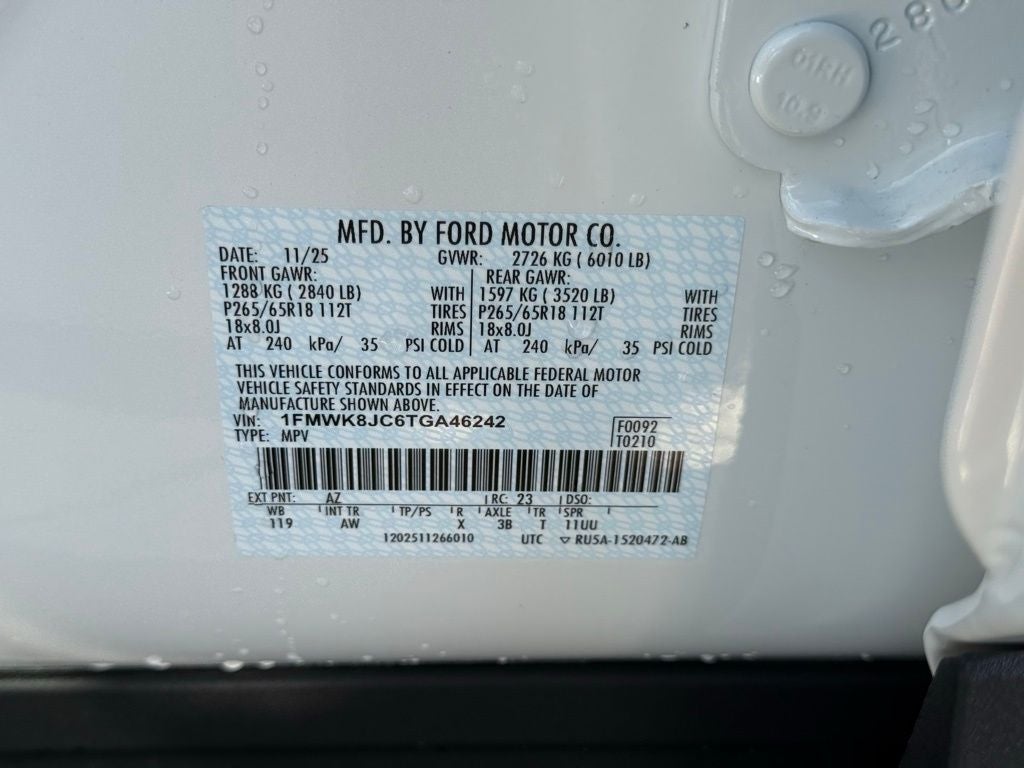 280
01RH
10.9
MFD. BY FORD MOTOR CO.
DATE: 11/25 GVWR: 2726 KG ( 6010 LB)
FRONT GAWR: REAR GAWR:
1288 KG ( 2840 LB) WITH 1597 KG ( 3520 LB) WITH
P265/65R18 112T TIRES P265/65R18 112T TIRES
18x8.0J RIMS 18x8.0J RIMS
AT 240 kPa/ 35 PSI COLD AT 240 kPa/ 35 PSI COLD
THIS VEHICLE CONFORMS TO ALL APPLICABLE FEDERAL MOTOR
VEHICLE SAFETY STANDARDS IN EFFECT ON THE DATE OF
MANUFACTURE SHOWN ABOVE.
VIN: 1FMWK8JC6TGA46242 F0092
TYPE: MPV T0210
EXT PNT: AZ RC: 23 DSO:
WB INT TR TP/PS R AXLE TR SPR
119 AW X 3B T 11UU
1202511266010 UTC ▽ RU5A-1520472-AB